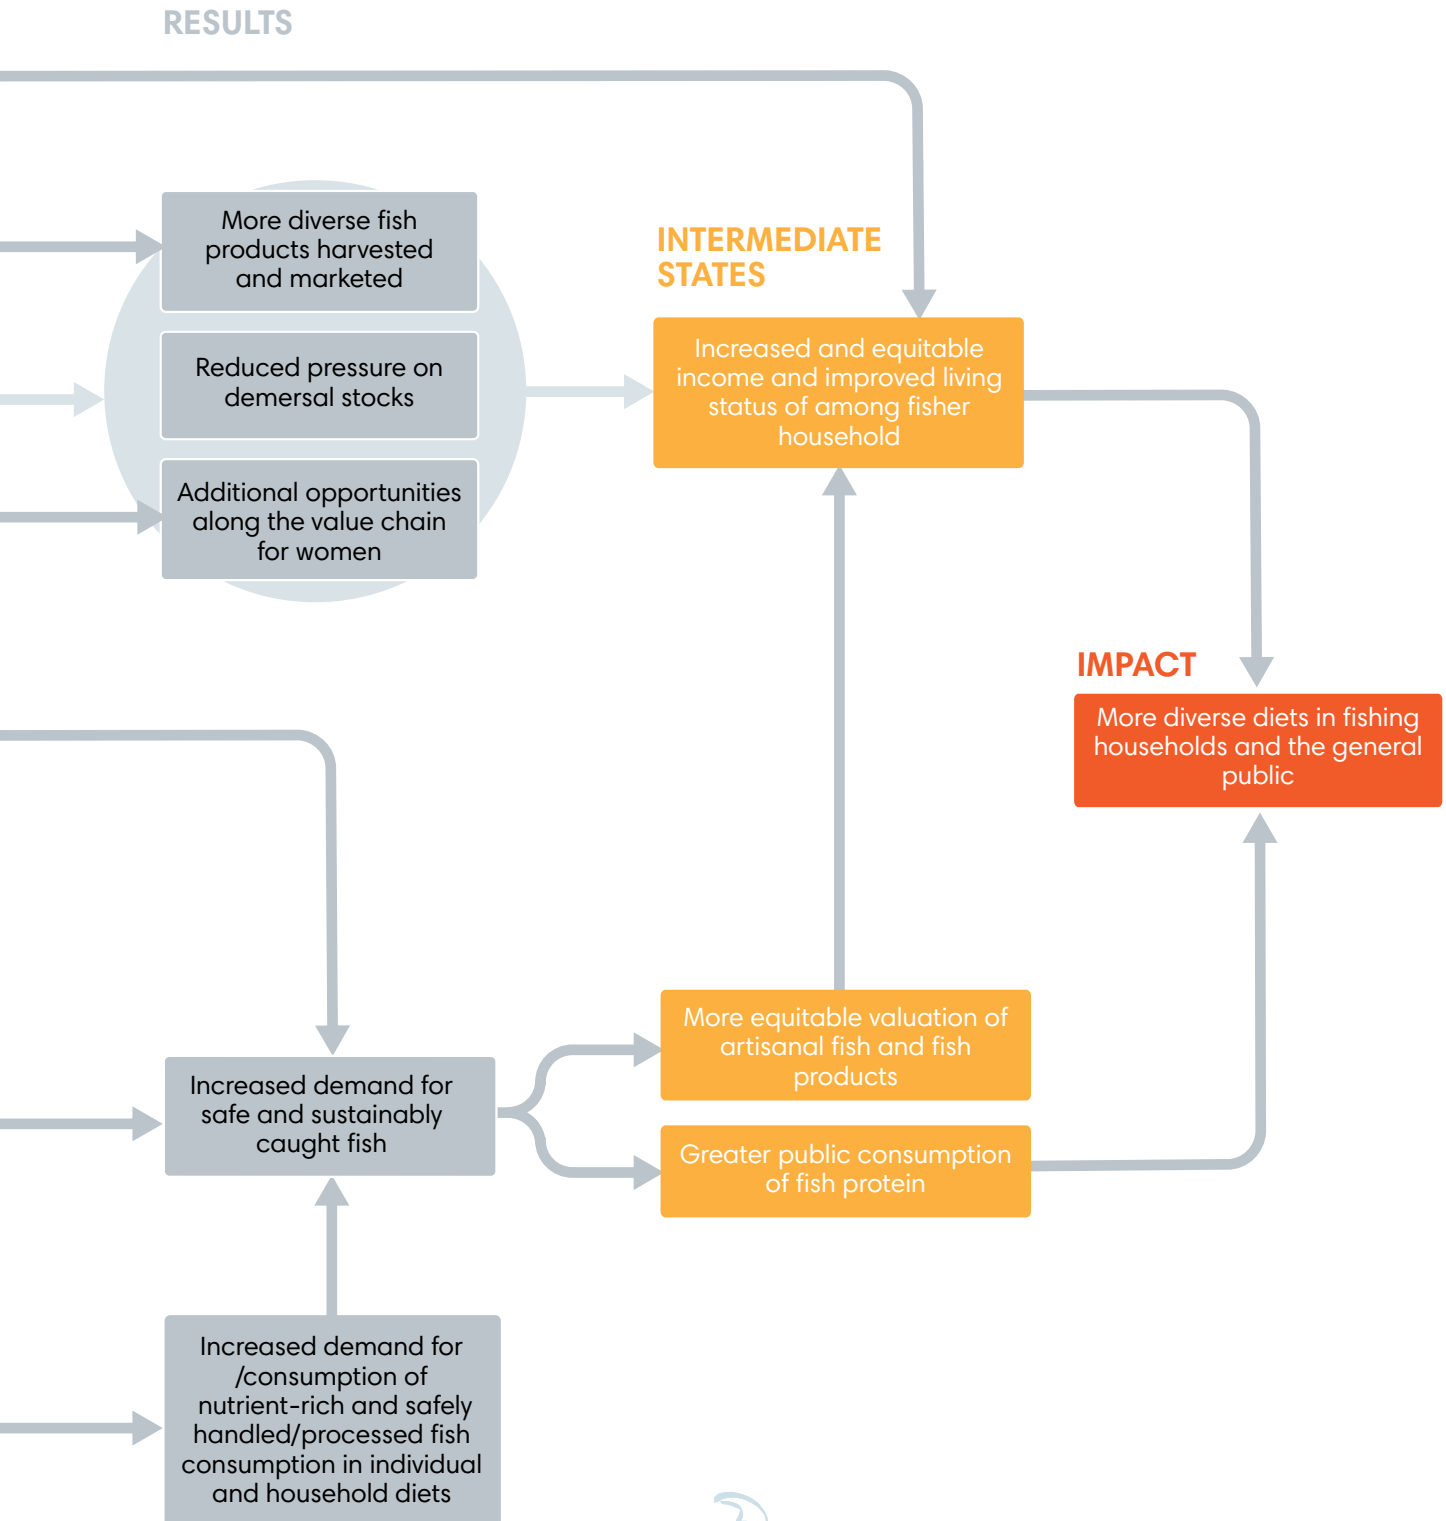 RESULTS
More diverse fish
products harvested
and marketed
Reduced pressure on
demersal stocks
Additional opportunities
along the value chain
for women
INTERMEDIATE
STATES
Increased and equitable
income and improved living
status of among fisher
household
IMPACT
More diverse diets in fishing
households and the general
public
Increased demand for
safe and sustainably
caught fish
More equitable valuation of
artisanal fish and fish
products
Greater public consumption
of fish protein
Increased demand for
/consumption of
nutrient-rich and safely
handled/processed fish
consumption in individual
and household diets